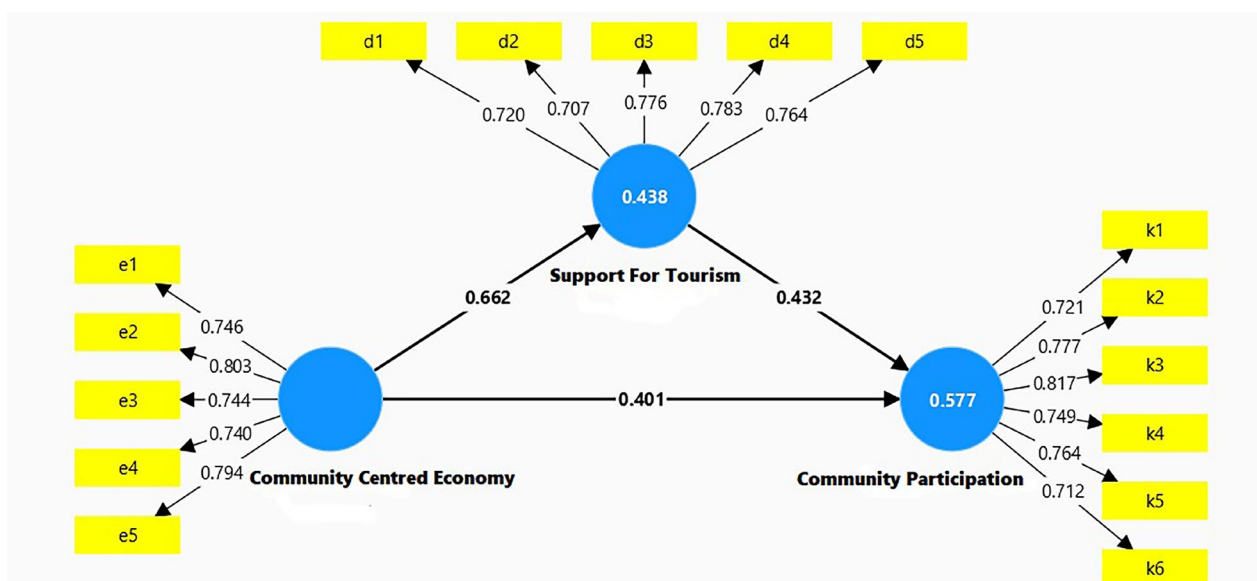 d1 d2 d3 d4 d5
0.720 0.707 0.776 0.783 0.764
0.438
Support For Tourism
k1
e1
k2
0.662 0.432
0.721
e2
0.746
0.777
k3
0.803
0.817
e3
0.744
0.401
0.577
0.749
k4
0.740
0.764
e4
0.794
Community Centred Economy
Community Participation
0.712
k5
e5
k6